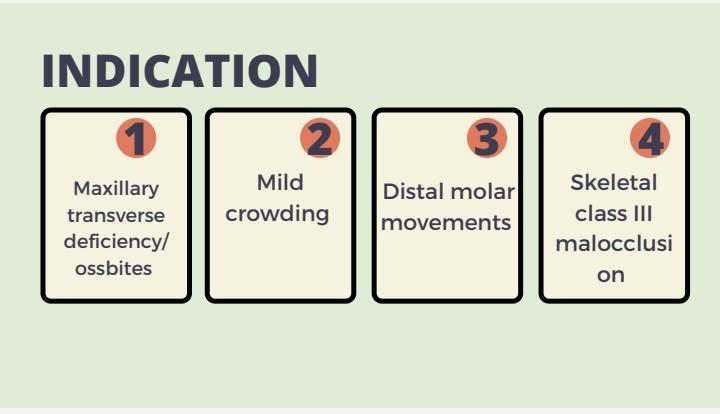 INDICATION
1
Maxillary
transverse
deficiency/
ossbites
2
Mild
crowding
3
Distal molar
movements
4
Skeletal
class III
malocclusi
on